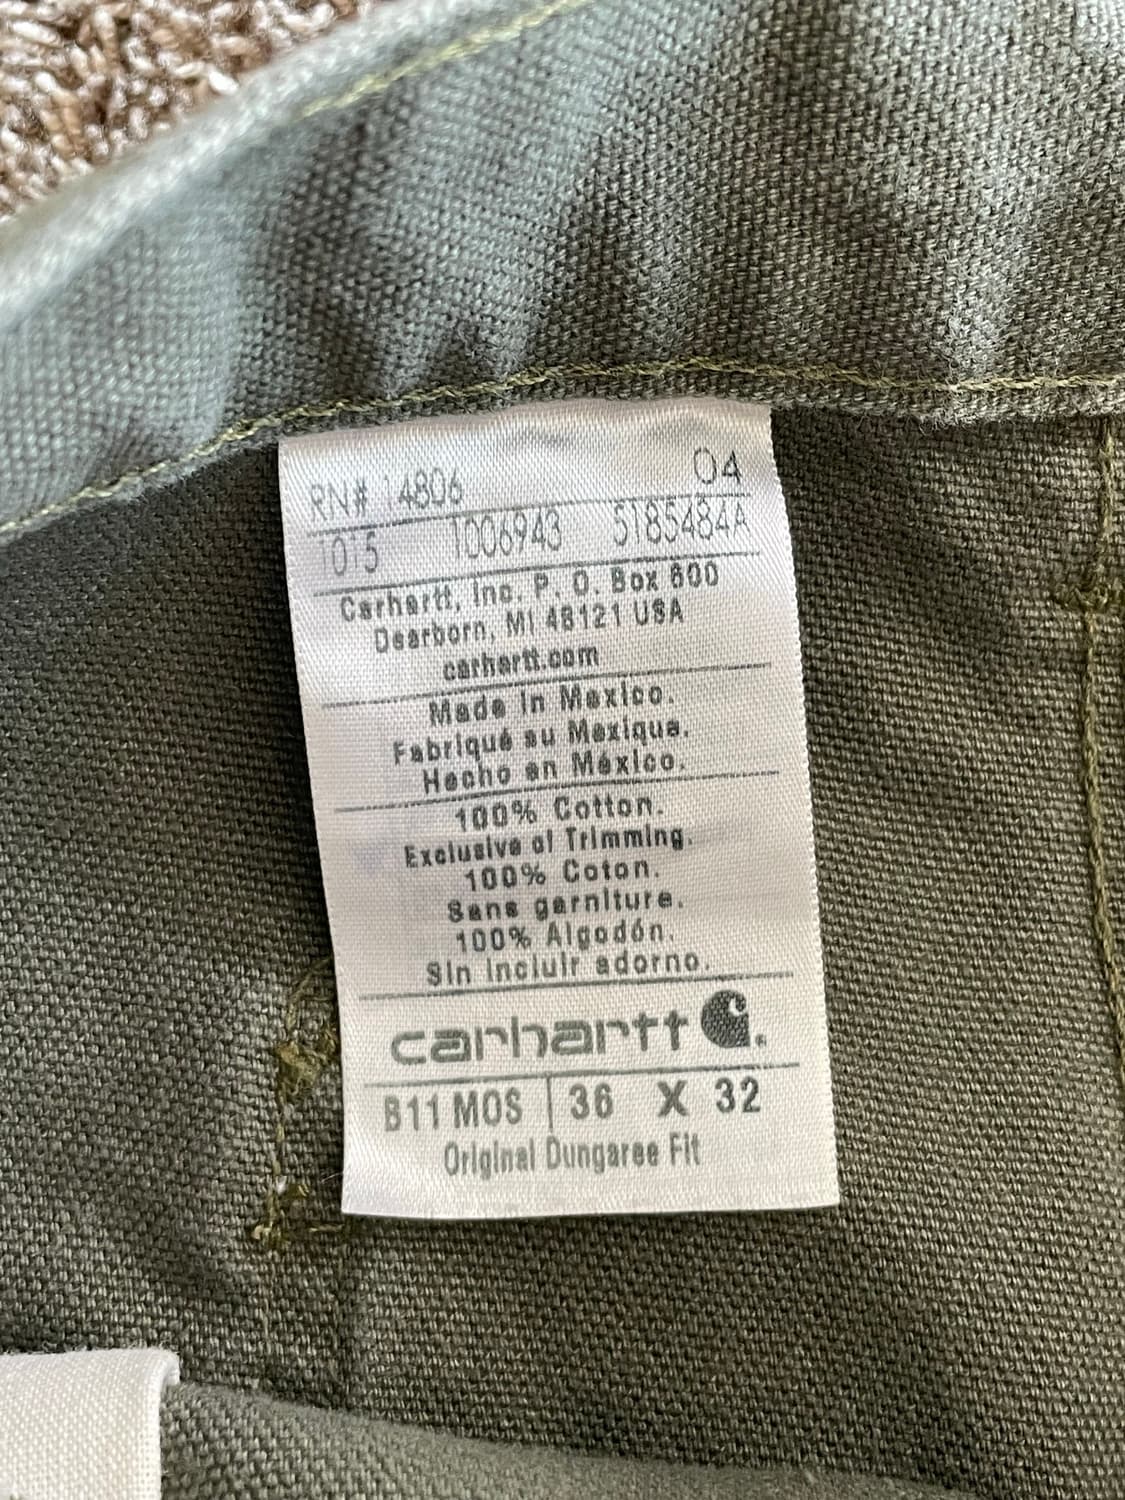 RN# 14806 04
1015 1006943 5185484A
Carhartt, Inc. P. O. Box 600
Dearborn, MI 48121 USA
carhartt.com
Made in Mexico.
Fabriqué au Mexique.
Hecho en México.
100% Cotton.
Exclusive of Trimming.
100% Coton.
Sans garniture.
100% Algodón.
Sin incluir adorno.
carhartt
B11 MOS 36 X 32
Original Dungaree Fit